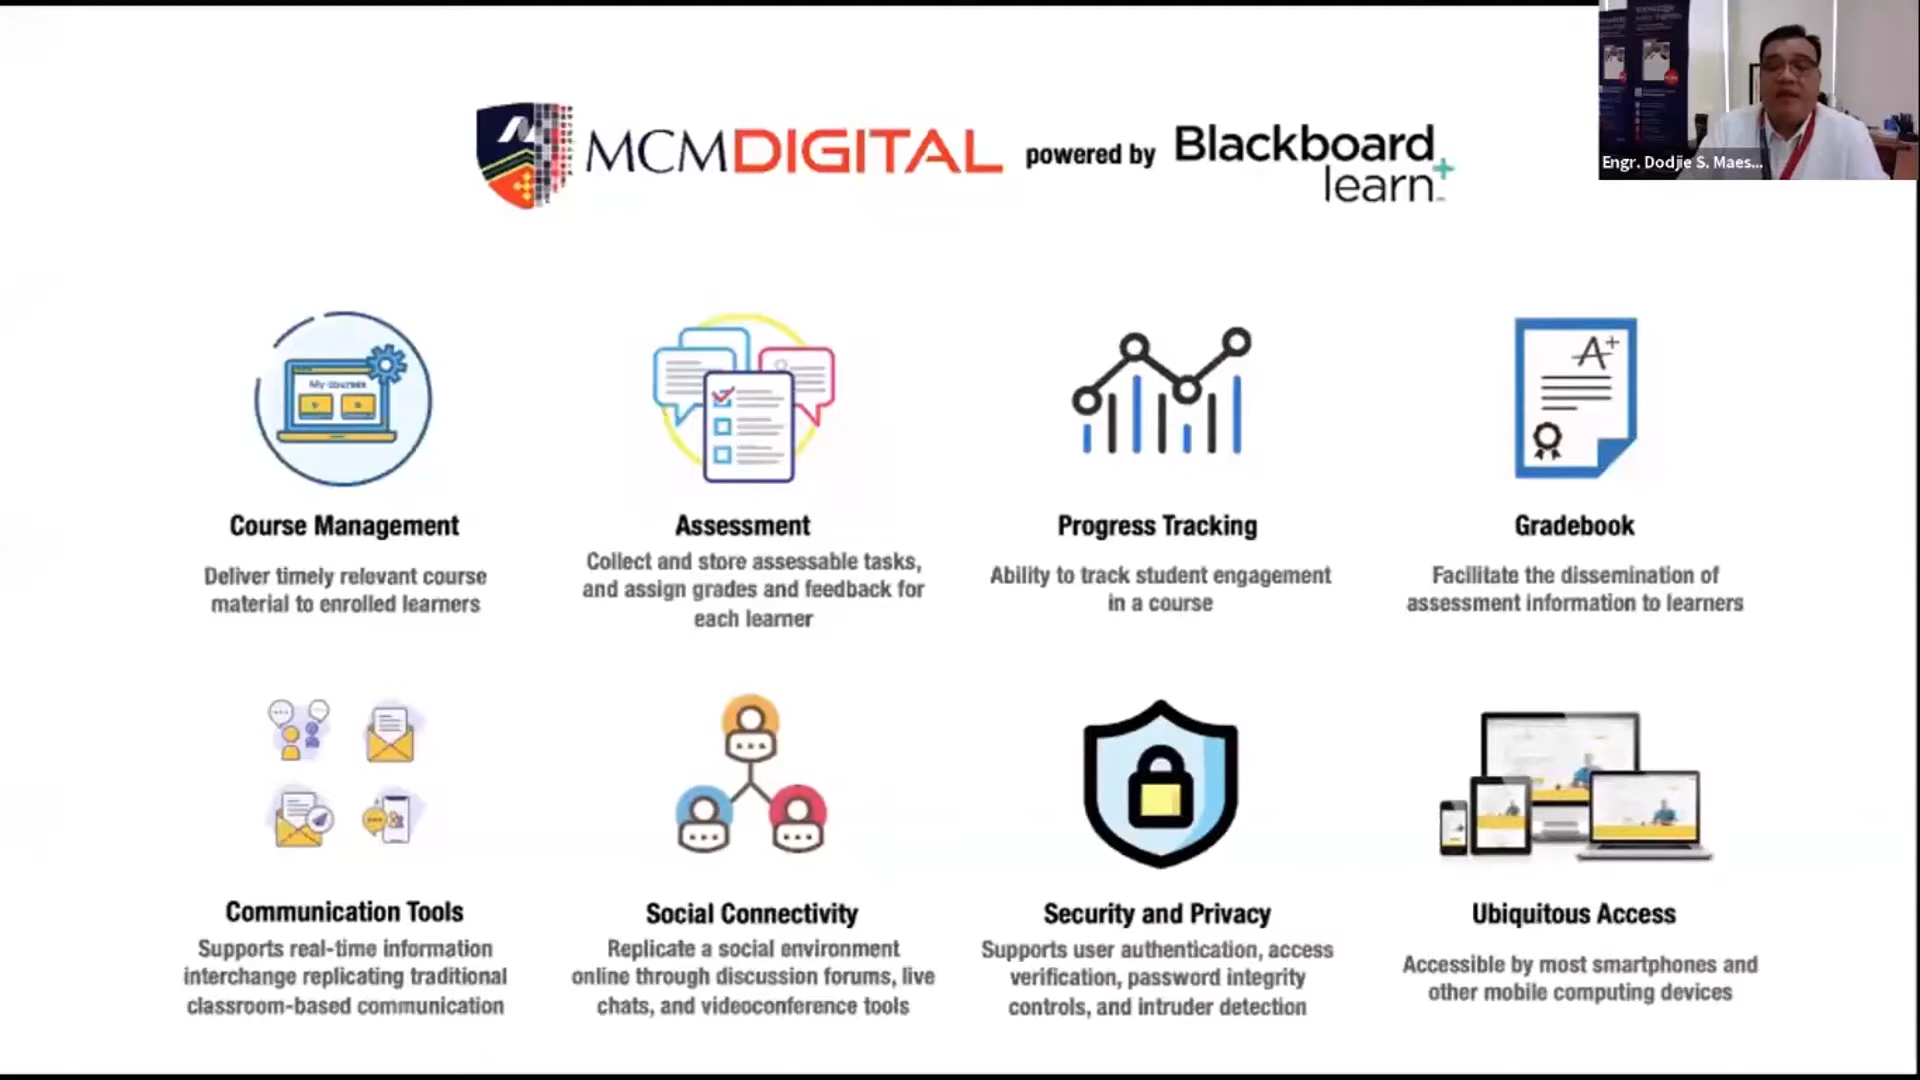 MCMDIGITAL powered by Blackboard learn
Engr. Dodjie S. Maes...
My courses
A+
Course Management
Deliver timely relevant course
material to enrolled learners
Assessment
Collect and store assessable tasks,
and assign grades and feedback for
each learner
Progress Tracking
Ability to track student engagement
in a course
Gradebook
Facilitate the dissemination of
assessment information to learners
Communication Tools
Supports real-time information
interchange replicating traditional
classroom-based communication
Social Connectivity
Replicate a social environment
online through discussion forums, live
chats, and videoconference tools
Security and Privacy
Supports user authentication, access
verification, password integrity
controls, and intruder detection
Ubiquitous Access
Accessible by most smartphones and
other mobile computing devices